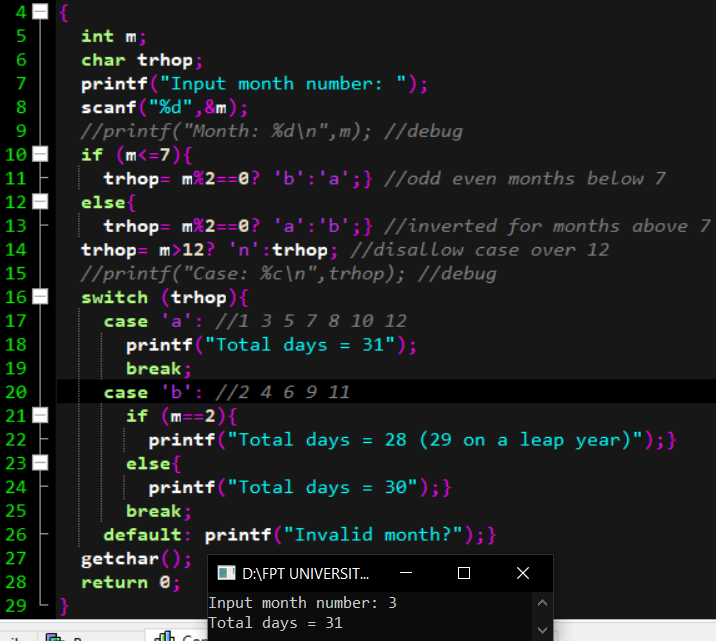 4 {
5 int m;
6 char trhop;
7 printf("Input month number: ");
8 scanf("%d",&m);
9 //printf("Month: %d\n",m); //debug
10 if (m<=7){
11 trhop= m%2==0? 'b':'a';} //odd even months below 7
12 else{
13 trhop= m%2==0? 'a':'b';} //inverted for months above 7
14 trhop= m>12? 'n':trhop; //disallow case over 12
15 //printf("Case: %c\n",trhop); //debug
16 switch (trhop){
17 case 'a': //1 3 5 7 8 10 12
18 printf("Total days = 31");
19 break;
20 case 'b': //2 4 6 9 11
21 if (m==2){
22 printf("Total days = 28 (29 on a leap year)");}
23 else{
24 printf("Total days = 30");}
25 break;
26 default: printf("Invalid month?");}
27 getchar();
28 return 0;
29 }
D:\FPT UNIVERSIT...
Input month number: 3
Total days = 31